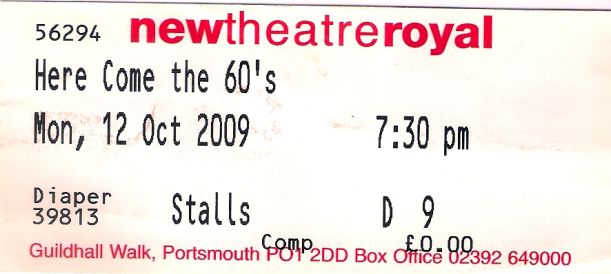 56294 newtheatreroyal
Here Come the 60's
Mon, 12 Oct 2009 7:30 pm
Diaper
39813 Stalls D 9
Comp £0.00
Guildhall Walk, Portsmouth PO1 2DD Box Office 02392 649000